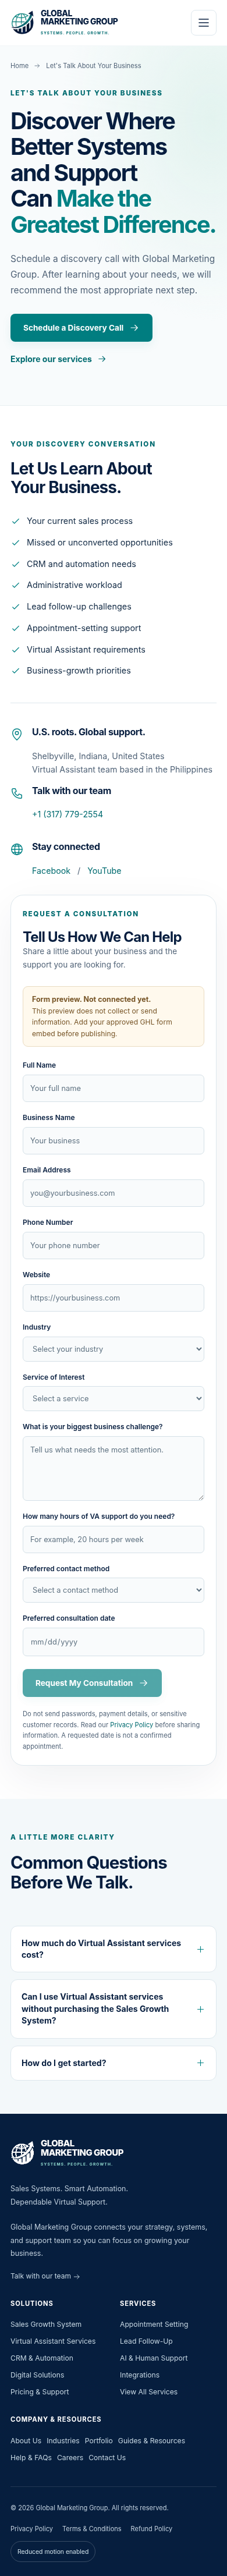 GLOBAL
MARKETING GROUP
SYSTEMS. PEOPLE. GROWTH.
Home → Let's Talk About Your Business
LET'S TALK ABOUT YOUR BUSINESS
Discover Where
Better Systems
and Support
Can Make the
Greatest Difference.
Schedule a discovery call with Global Marketing
Group. After learning about your needs, we will
recommend the most appropriate next step.
Schedule a Discovery Call →
Explore our services →
YOUR DISCOVERY CONVERSATION
Let Us Learn About
Your Business.
Your current sales process
Missed or unconverted opportunities
CRM and automation needs
Administrative workload
Lead follow-up challenges
Appointment-setting support
Virtual Assistant requirements
Business-growth priorities
U.S. roots. Global support.
Shelbyville, Indiana, United States
Virtual Assistant team based in the Philippines
Talk with our team
+1 (317) 779-2554
Stay connected
Facebook / YouTube
REQUEST A CONSULTATION
Tell Us How We Can Help
Share a little about your business and the
support you are looking for.
Form preview. Not connected yet.
This preview does not collect or send
information. Add your approved GHL form
embed before publishing.
Full Name
Your full name
Business Name
Your business
Email Address
you@yourbusiness.com
Phone Number
Your phone number
Website
https://yourbusiness.com
Industry
Select your industry
Service of Interest
Select a service
What is your biggest business challenge?
Tell us what needs the most attention.
How many hours of VA support do you need?
For example, 20 hours per week
Preferred contact method
Select a contact method
Preferred consultation date
mm/dd/yyyy
Request My Consultation →
Do not send passwords, payment details, or sensitive
customer records. Read our Privacy Policy before sharing
information. A requested date is not a confirmed
appointment.
A LITTLE MORE CLARITY
Common Questions
Before We Talk.
How much do Virtual Assistant services
cost?
Can I use Virtual Assistant services
without purchasing the Sales Growth
System?
How do I get started?
GLOBAL
MARKETING GROUP
SYSTEMS. PEOPLE. GROWTH.
Sales Systems. Smart Automation.
Dependable Virtual Support.
Global Marketing Group connects your strategy, systems,
and support team so you can focus on growing your
business.
Talk with our team →
SOLUTIONS
Sales Growth System
Virtual Assistant Services
CRM & Automation
Digital Solutions
Pricing & Support
SERVICES
Appointment Setting
Lead Follow-Up
AI & Human Support
Integrations
View All Services
COMPANY & RESOURCES
About Us Industries Portfolio Guides & Resources
Help & FAQs Careers Contact Us
© 2026 Global Marketing Group. All rights reserved.
Privacy Policy Terms & Conditions Refund Policy
Reduced motion enabled